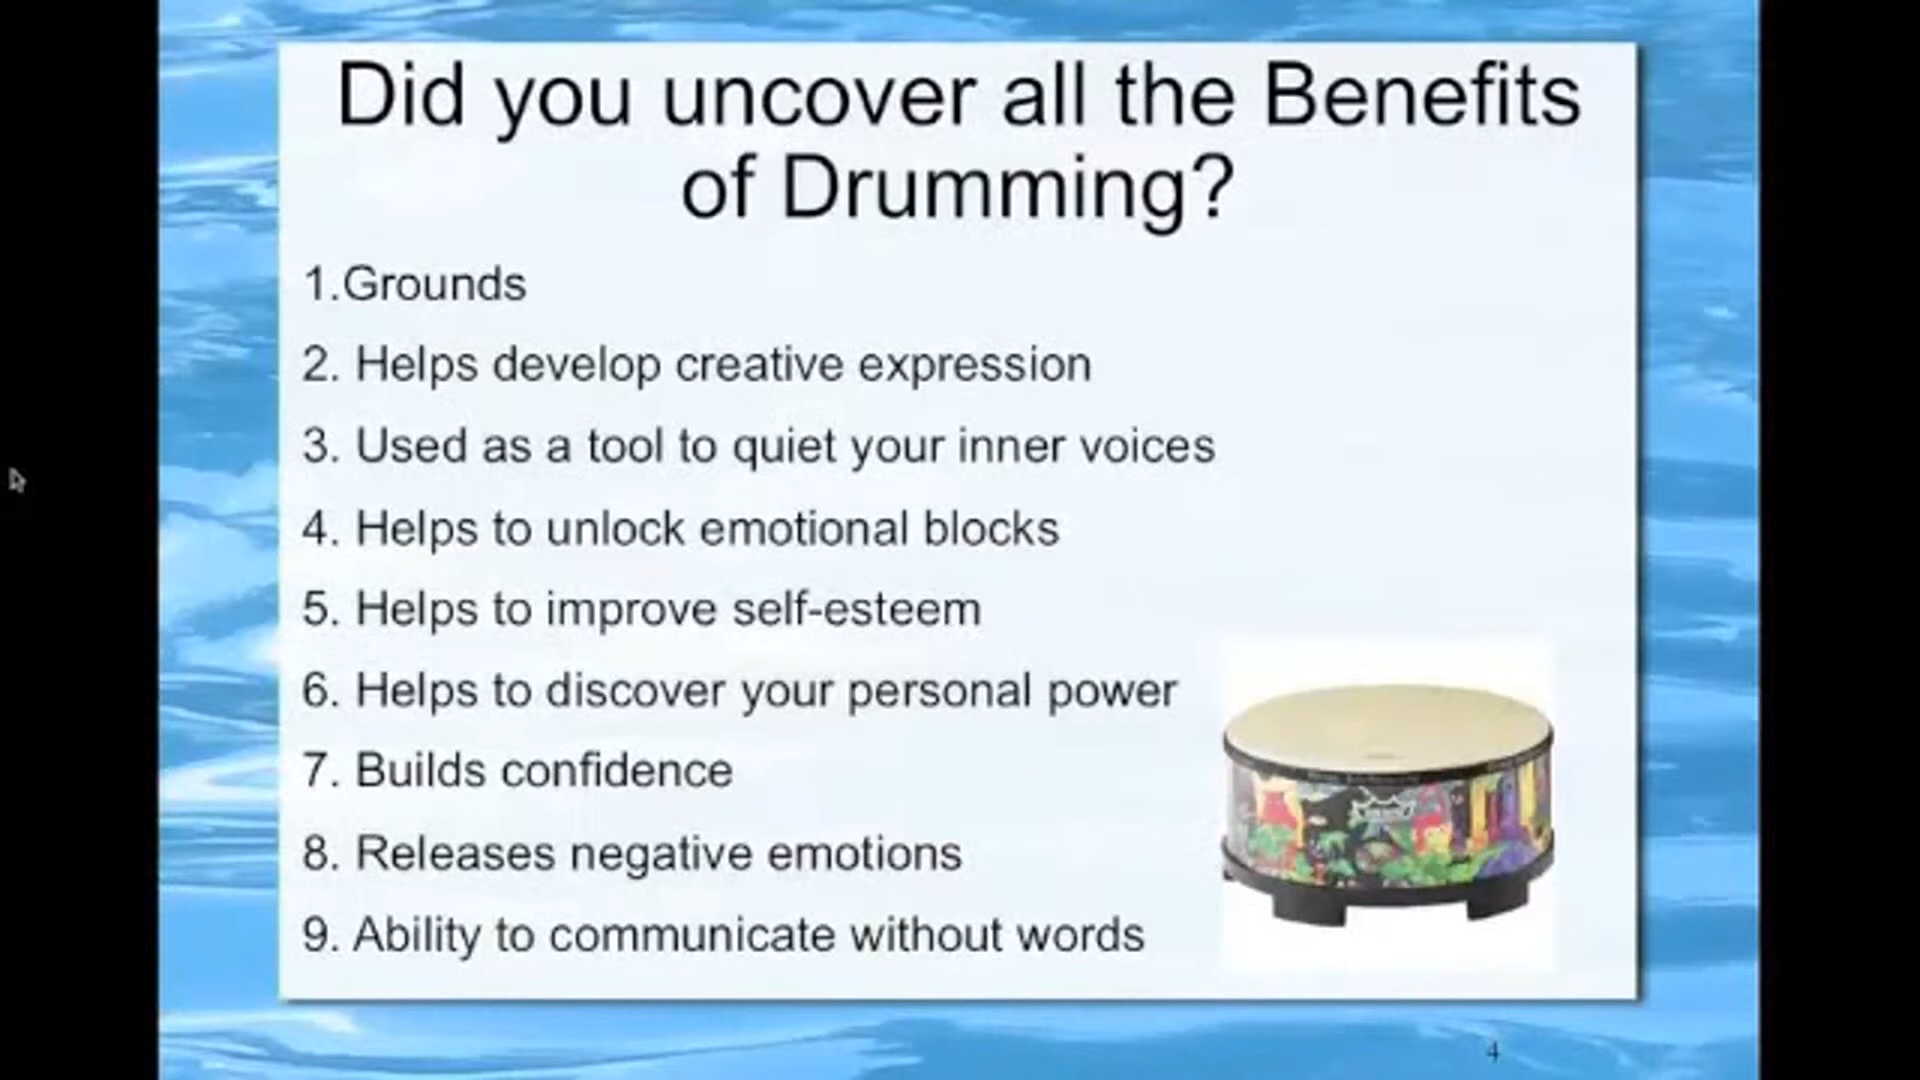 Did you uncover all the Benefits
of Drumming?
1.Grounds
2. Helps develop creative expression
3. Used as a tool to quiet your inner voices
4. Helps to unlock emotional blocks
5. Helps to improve self-esteem
6. Helps to discover your personal power
7. Builds confidence
8. Releases negative emotions
9. Ability to communicate without words
4